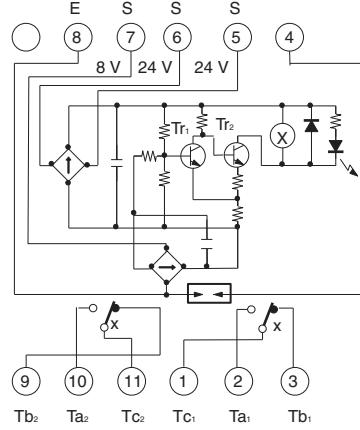 E S S S
8 7 6 5 4
8 V 24 V 24 V
Tr₁ Tr₂
X
x x
9 10 11 1 2 3
Tb₂ Ta₂ Tc₂ Tc₁ Ta₁ Tb₁